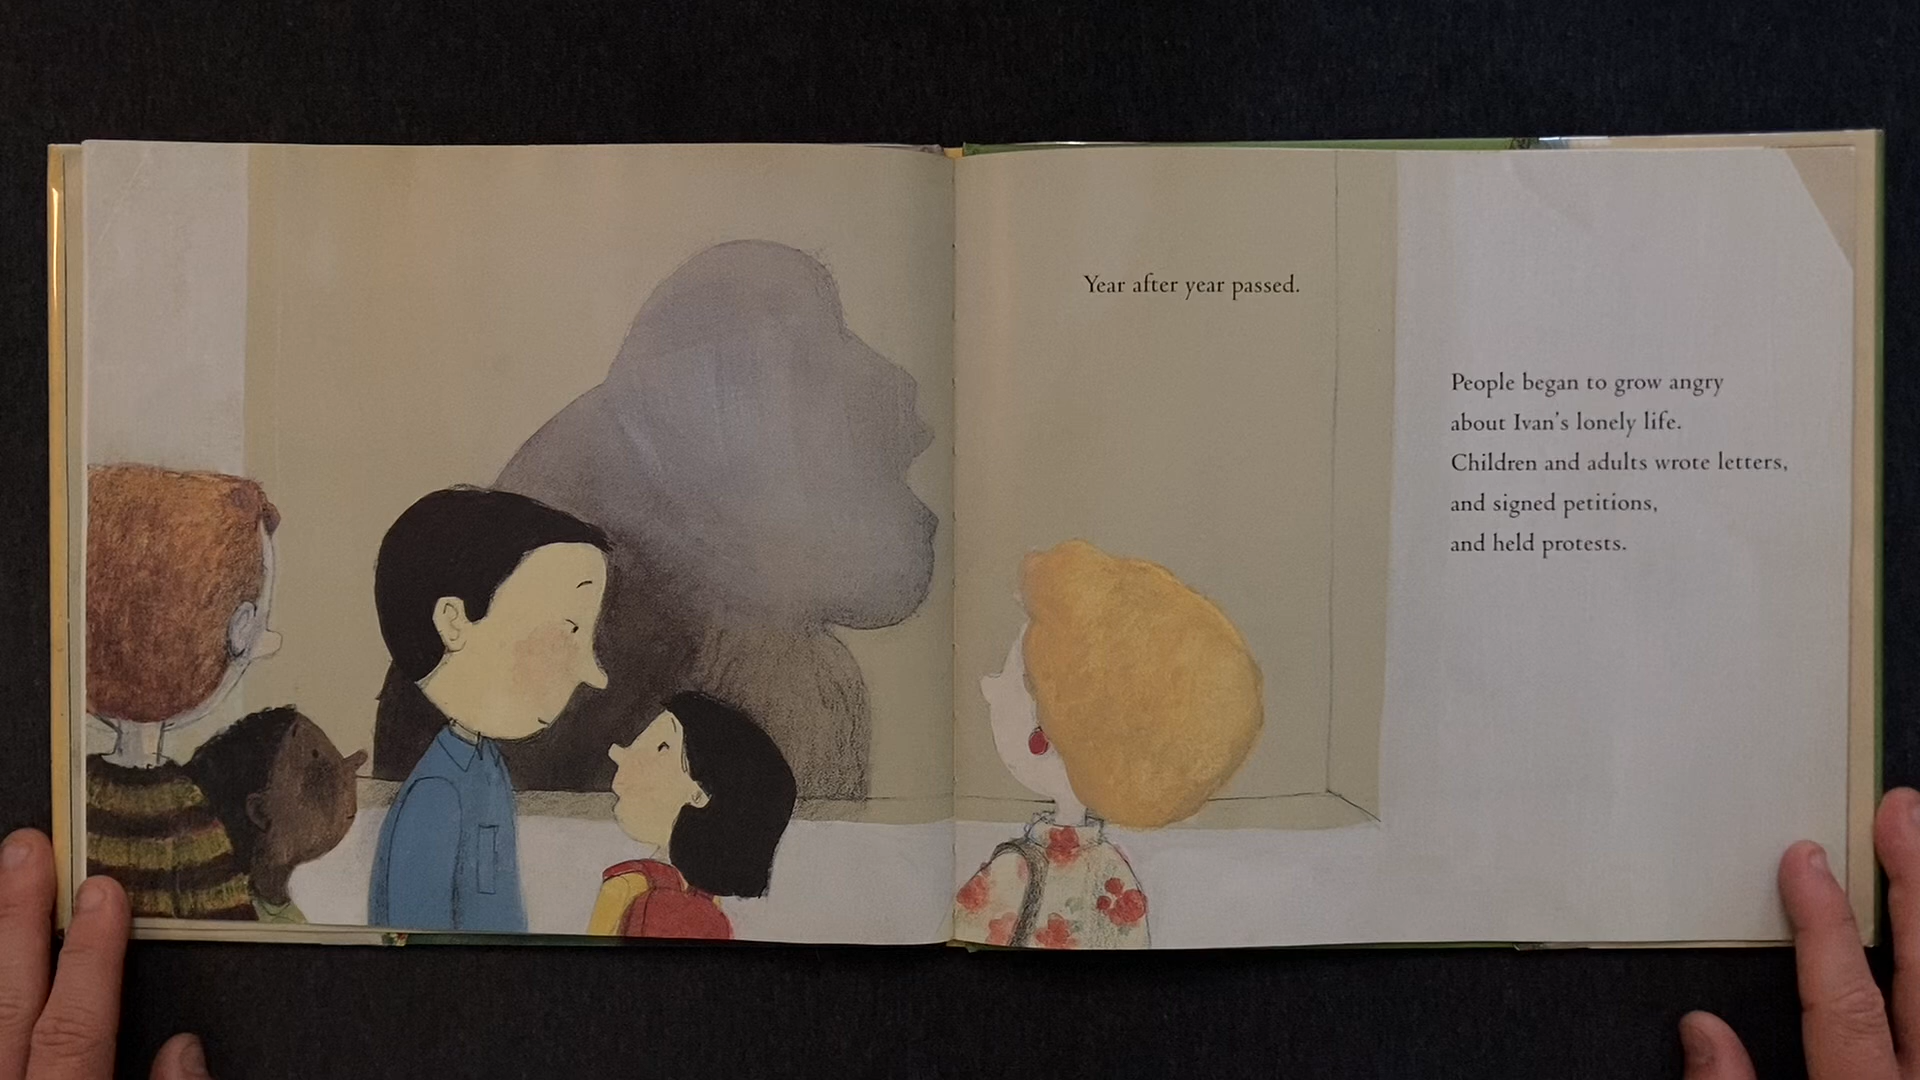 Year after year passed.
People began to grow angry
about Ivan's lonely life.
Children and adults wrote letters,
and signed petitions,
and held protests.